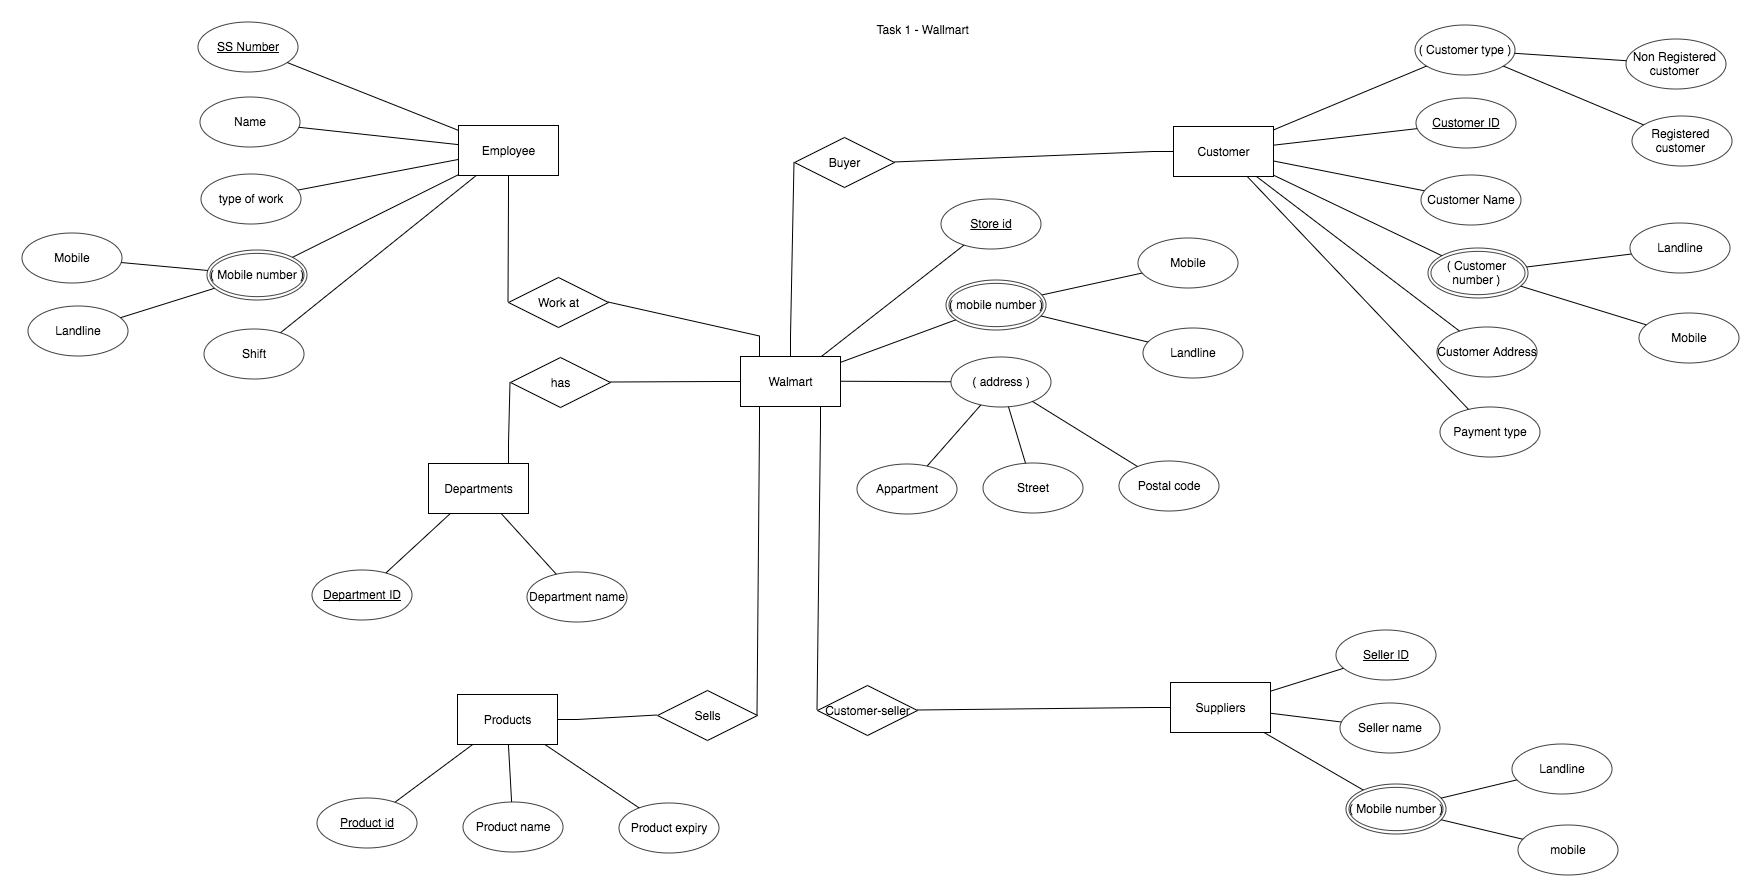 Task 1 - Wallmart
SS Number
Name
type of work
( Mobile number )
Mobile
Landline
Shift
Employee
Work at
Buyer
Customer
( Customer type )
Non Registered
customer
Registered
customer
Customer ID
Customer Name
( Customer
number )
Landline
Mobile
Customer Address
Payment type
Store id
( mobile number )
Mobile
Landline
Walmart
( address )
Appartment
Street
Postal code
has
Departments
Department ID
Department name
Products
Sells
Product id
Product name
Product expiry
Customer-seller
Suppliers
Seller ID
Seller name
( Mobile number )
Landline
mobile